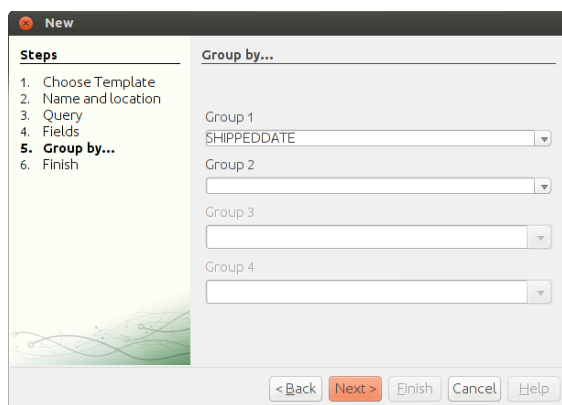 New
Steps
1. Choose Template
2. Name and location
3. Query
4. Fields
5. Group by...
6. Finish
Group by...
Group 1
SHIPPEDDATE
Group 2
Group 3
Group 4
< Back
Next >
Finish
Cancel
Help